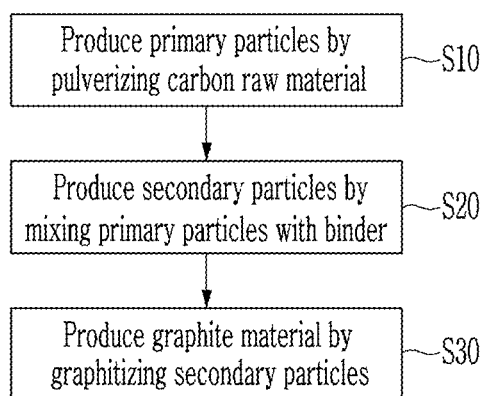 Produce primary particles by
pulverizing carbon raw material
S10
Produce secondary particles by
mixing primary particles with binder
S20
Produce graphite material by
graphitizing secondary particles
S30